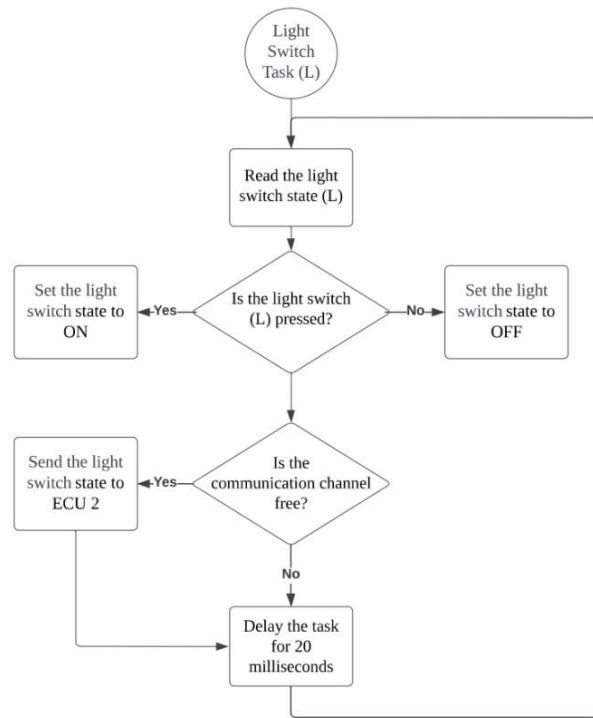 Light
Switch
Task (L)
Read the light
switch state (L)
Is the light switch
(L) pressed?
Yes
Set the light
switch state to
ON
No
Set the light
switch state to
OFF
Is the
communication channel
free?
Yes
Send the light
switch state to
ECU 2
No
Delay the task
for 20
milliseconds